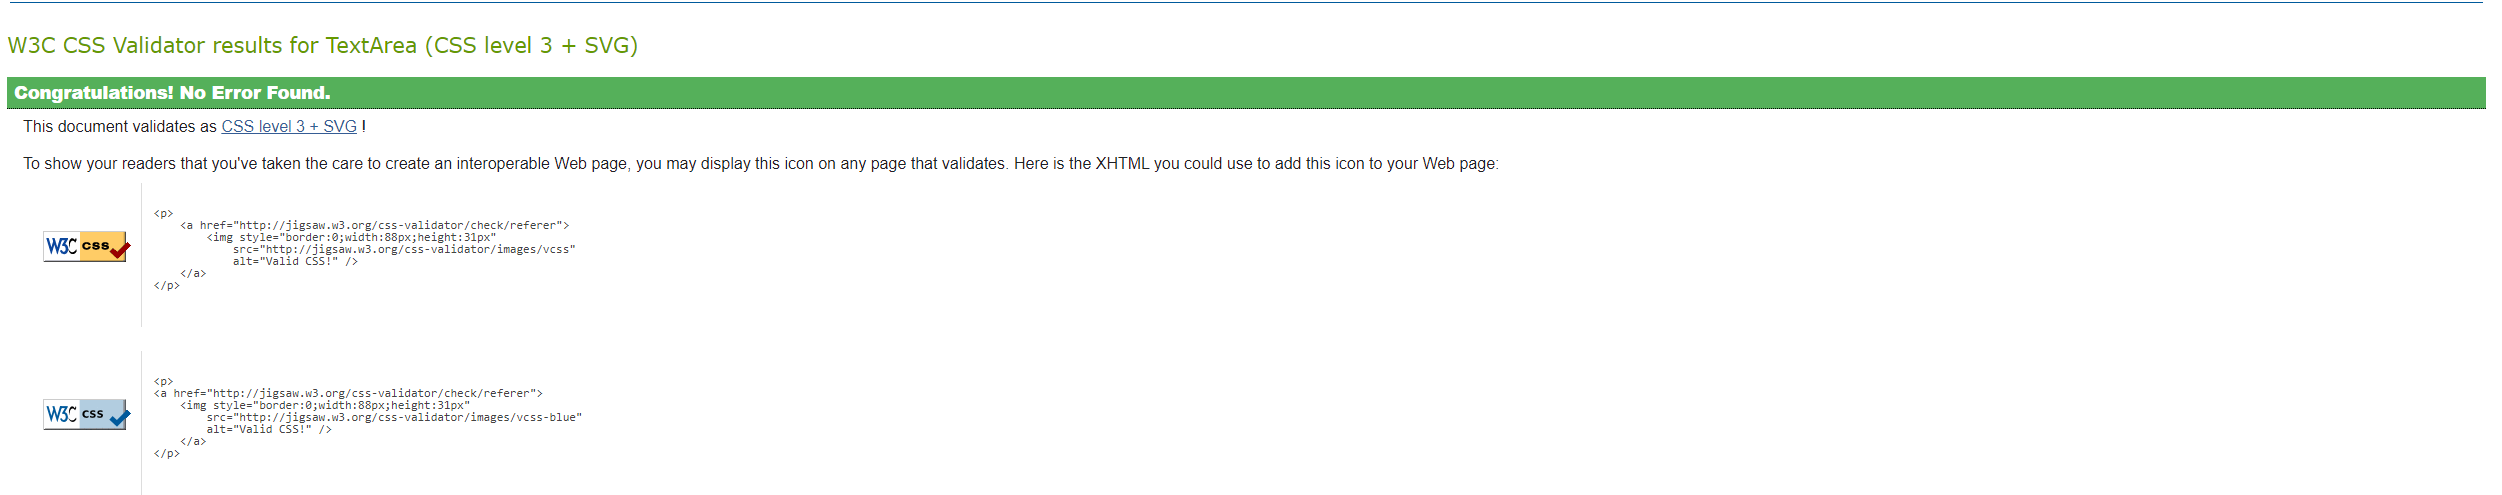 W3C CSS Validator results for TextArea (CSS level 3 + SVG)
Congratulations! No Error Found.
This document validates as CSS level 3 + SVG !
To show your readers that you've taken the care to create an interoperable Web page, you may display this icon on any page that validates. Here is the XHTML you could use to add this icon to your Web page:
W3C css
<p>
    <a href="http://jigsaw.w3.org/css-validator/check/referer">
        <img style="border:0;width:88px;height:31px"
            src="http://jigsaw.w3.org/css-validator/images/vcss"
            alt="Valid CSS!" />
    </a>
</p>
W3C css
<p>
<a href="http://jigsaw.w3.org/css-validator/check/referer">
    <img style="border:0;width:88px;height:31px"
        src="http://jigsaw.w3.org/css-validator/images/vcss-blue"
        alt="Valid CSS!" />
    </a>
</p>